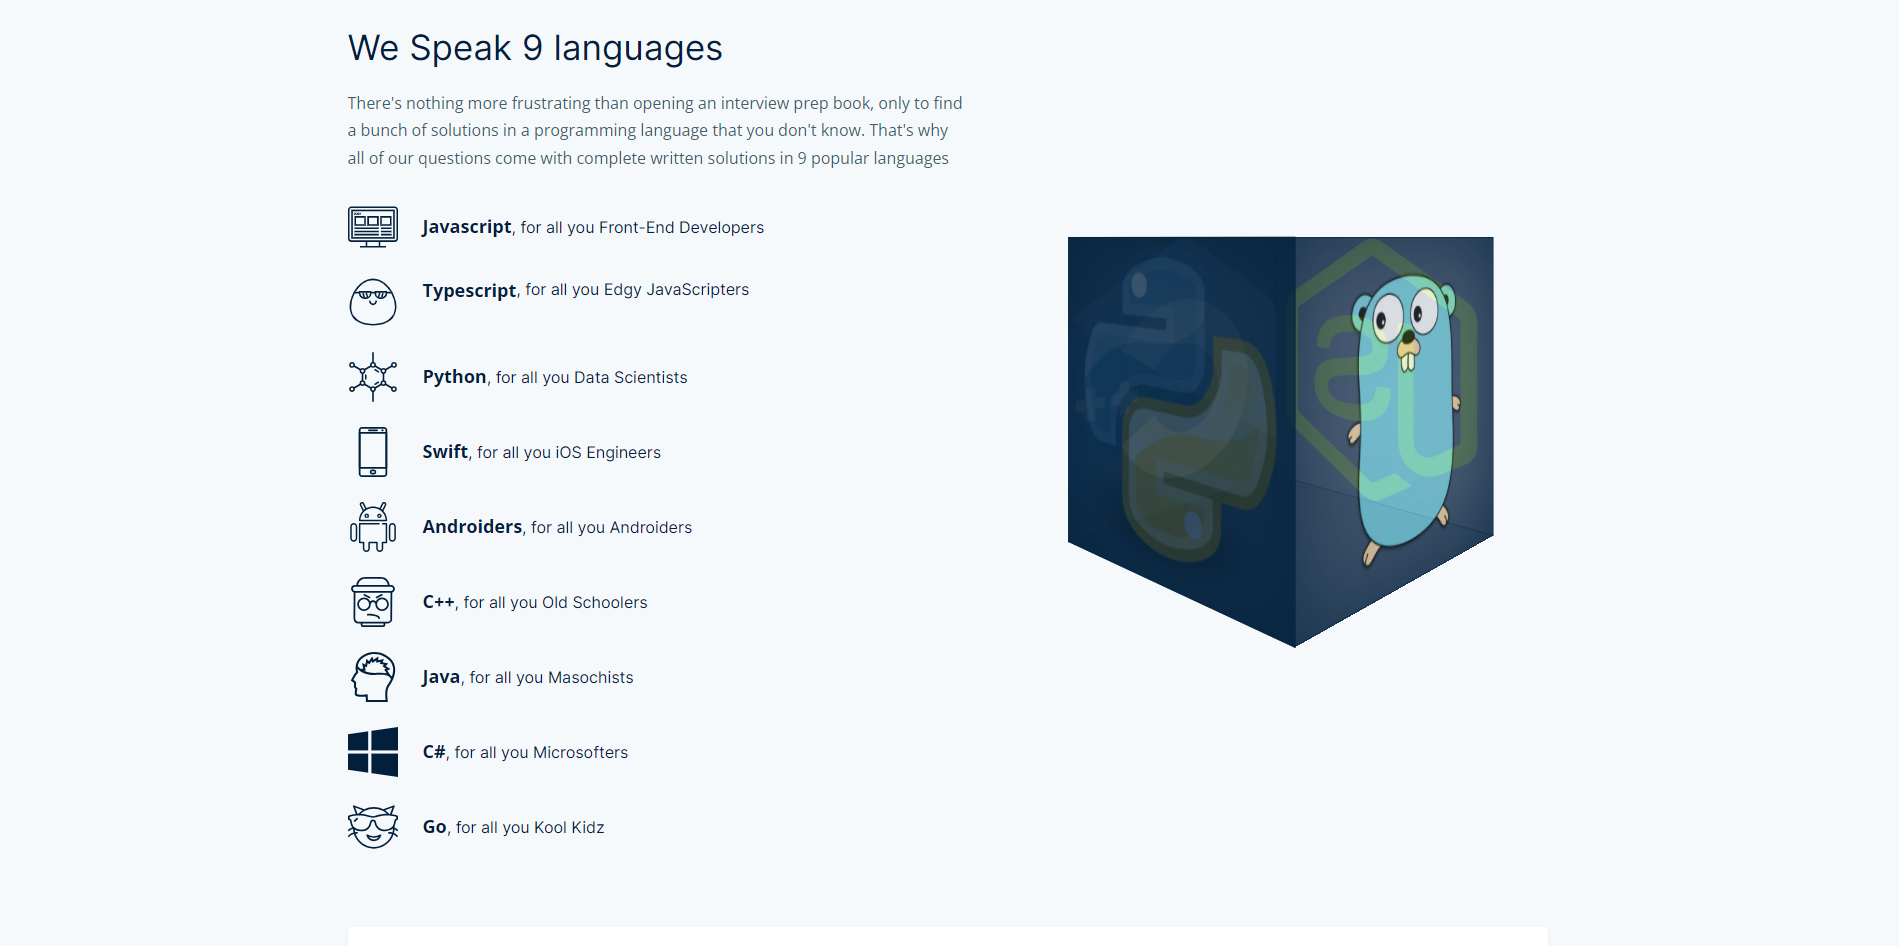 We Speak 9 languages
There's nothing more frustrating than opening an interview prep book, only to find
a bunch of solutions in a programming language that you don't know. That's why
all of our questions come with complete written solutions in 9 popular languages
Javascript, for all you Front-End Developers
Typescript, for all you Edgy JavaScripters
Python, for all you Data Scientists
Swift, for all you iOS Engineers
Androiders, for all you Androiders
C++, for all you Old Schoolers
Java, for all you Masochists
C#, for all you Microsofters
Go, for all you Kool Kidz